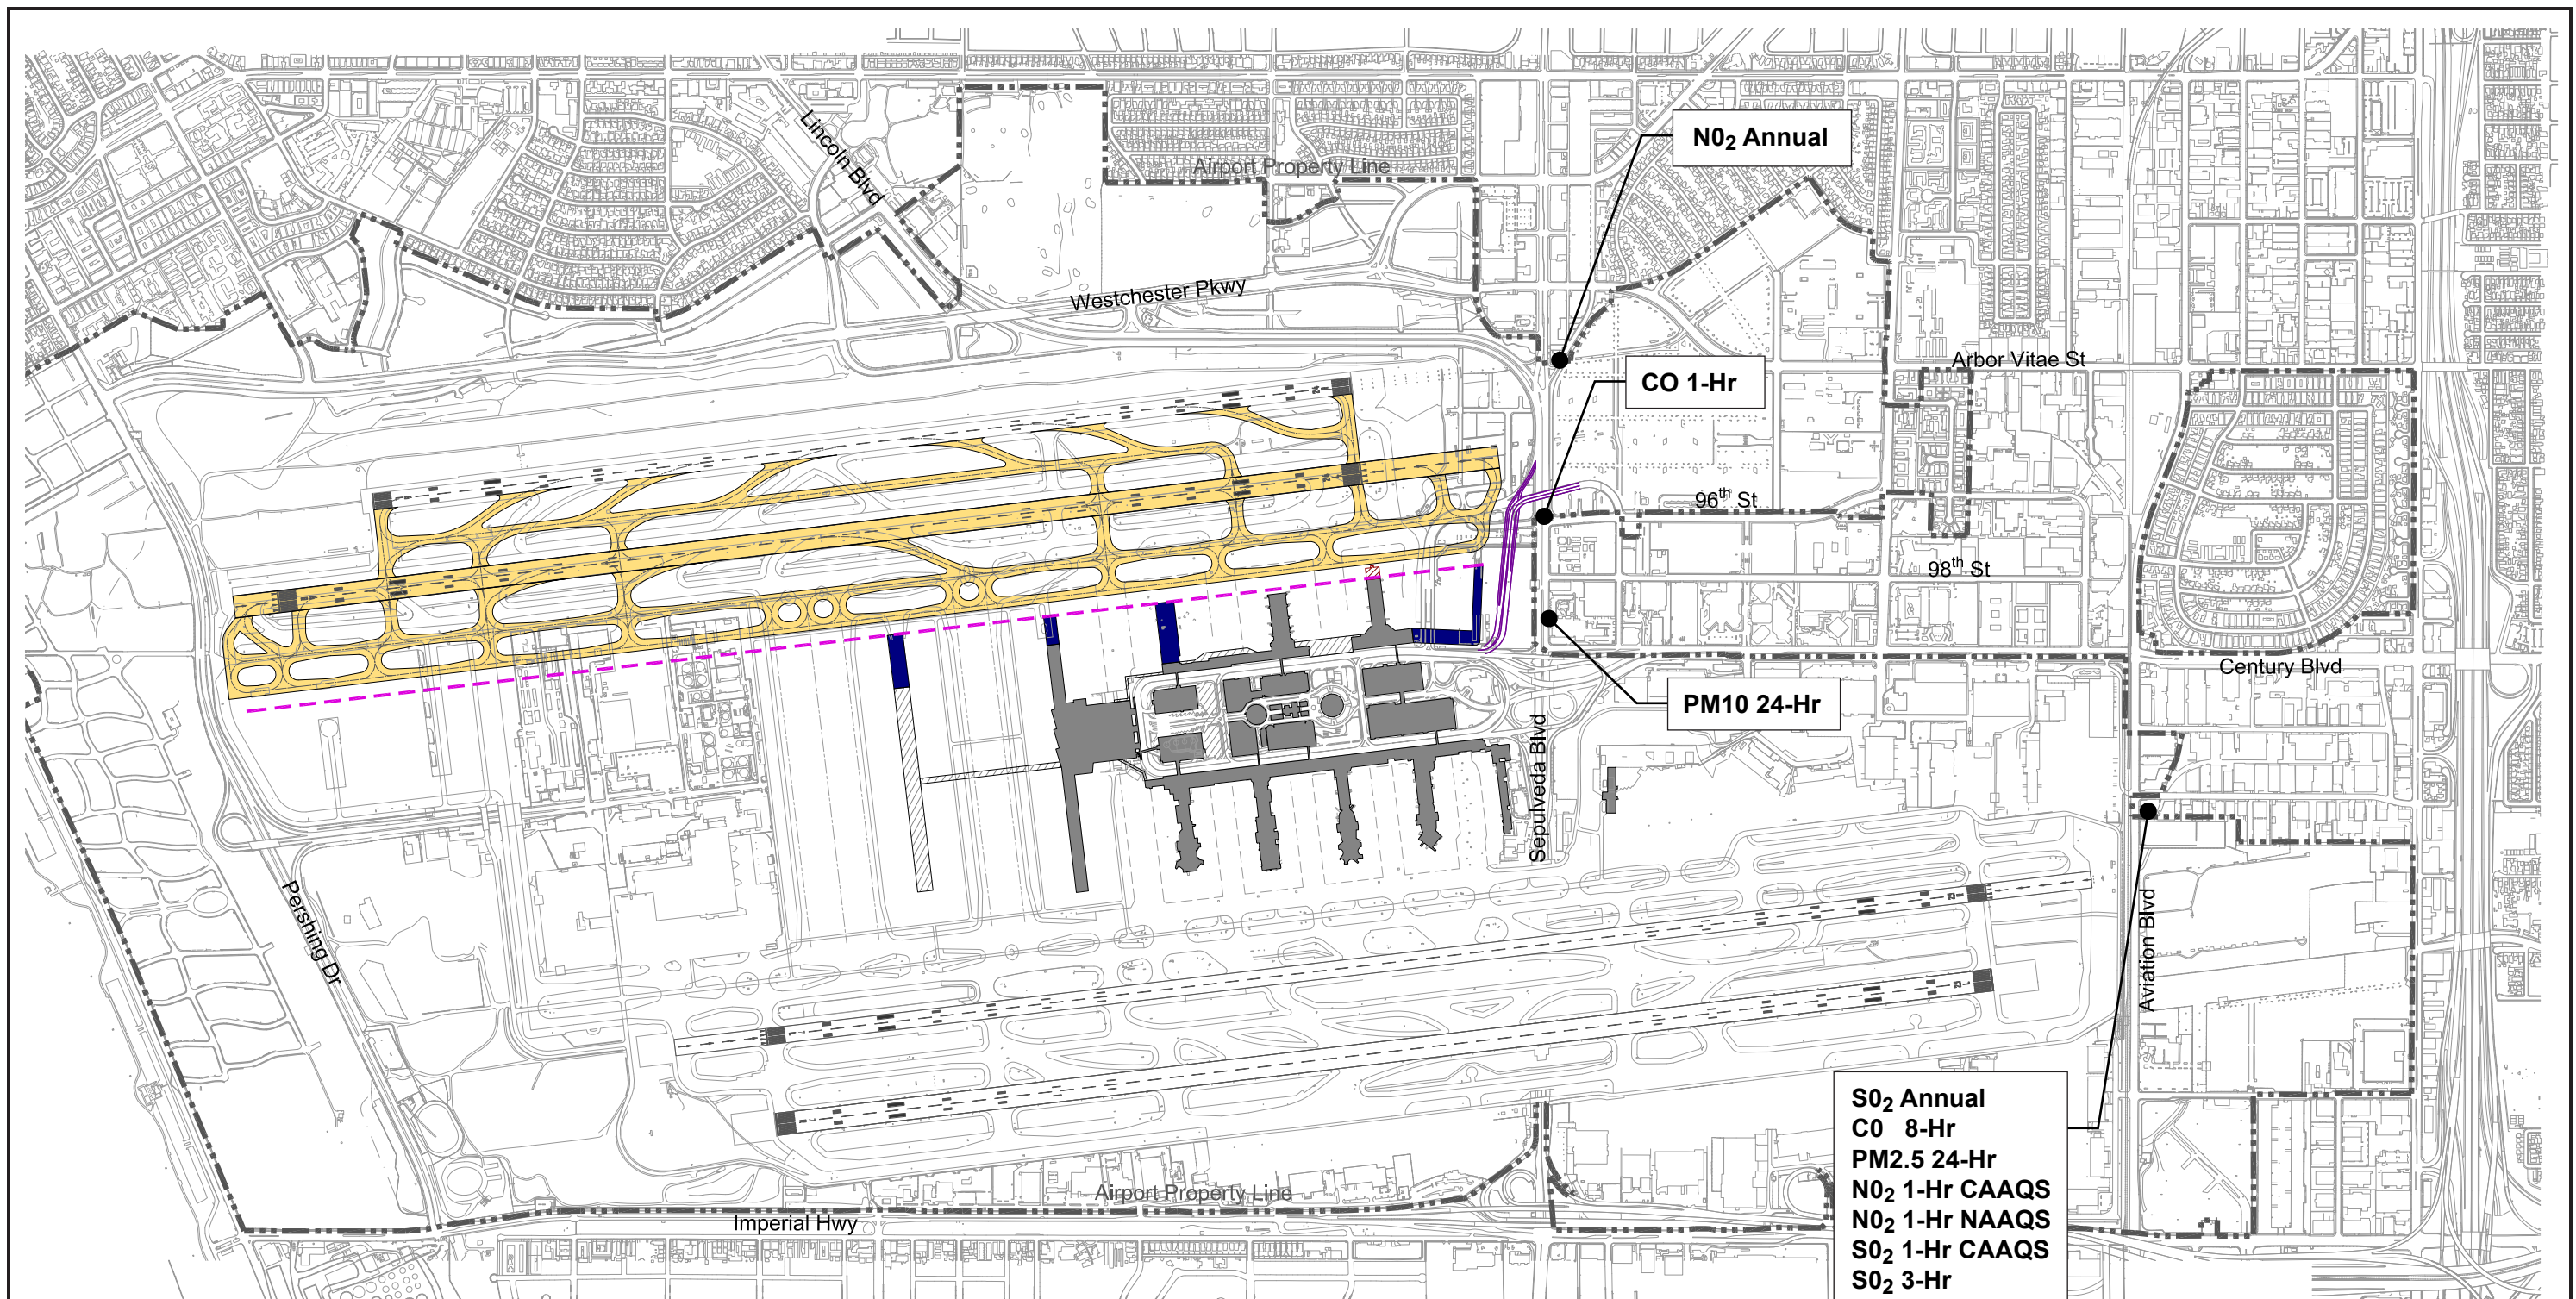 N0₂ Annual
Lincoln Blvd
Airport Property Line
Westchester Pkwy
Arbor Vitae St
CO 1-Hr
96th St
98th St
Century Blvd
PM10 24-Hr
Sepulveda Blvd
Pershing Dr
Aviation Blvd
S0₂ Annual
C0 8-Hr
PM2.5 24-Hr
N0₂ 1-Hr CAAQS
N0₂ 1-Hr NAAQS
S0₂ 1-Hr CAAQS
S0₂ 3-Hr
Airport Property Line
Imperial Hwy